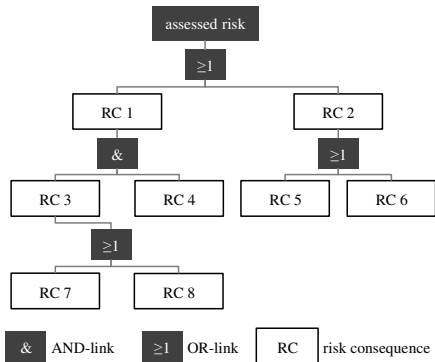 assessed risk
≥1
RC 1 RC 2
& ≥1
RC 3 RC 4 RC 5 RC 6
≥1
RC 7 RC 8
& AND-link ≥1 OR-link RC risk consequence